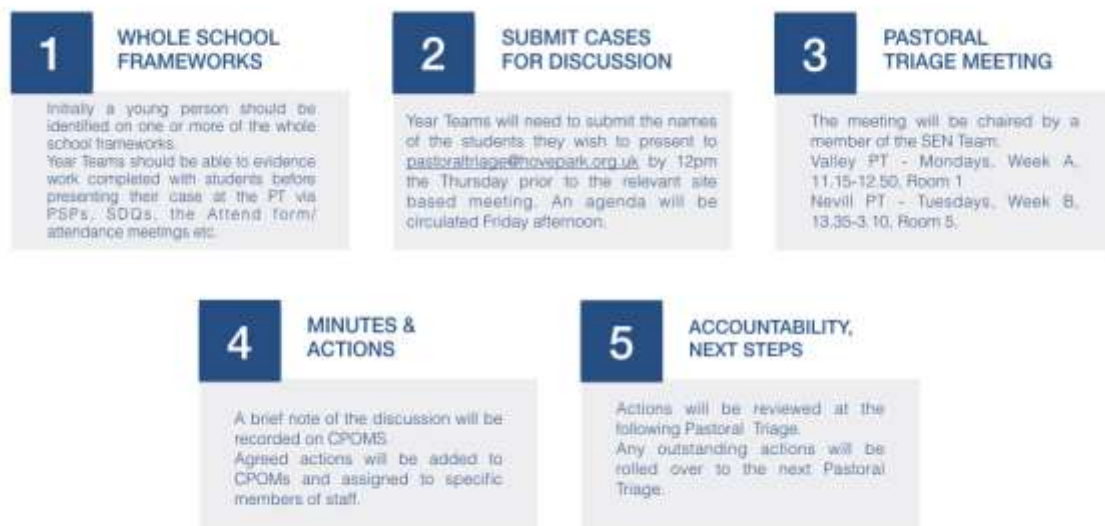 1
WHOLE SCHOOL
FRAMEWORKS
Initially a young person should be
identified on one or more of the whole
school frameworks.
Year Teams should be able to evidence
work completed with students before
presenting their case at the PT via
PSPs, SDQs, the Attend form/
attendance meetings etc.
2
SUBMIT CASES
FOR DISCUSSION
Year Teams will need to submit the names
of the students they wish to present to
pastoraltriage@hovepark.org.uk by 12pm
the Thursday prior to the relevant site
based meeting. An agenda will be
circulated Friday afternoon.
3
PASTORAL
TRIAGE MEETING
The meeting will be chaired by a
member of the SEN Team.
Valley PT - Mondays, Week A,
11.15-12.50, Room 1
Nevill PT - Tuesdays, Week B,
13.35-3.10, Room 5.
4
MINUTES &
ACTIONS
A brief note of the discussion will be
recorded on CPOMS
Agreed actions will be added to
CPOMs and assigned to specific
members of staff.
5
ACCOUNTABILITY,
NEXT STEPS
Actions will be reviewed at the
following Pastoral Triage.
Any outstanding actions will be
rolled over to the next Pastoral
Triage.